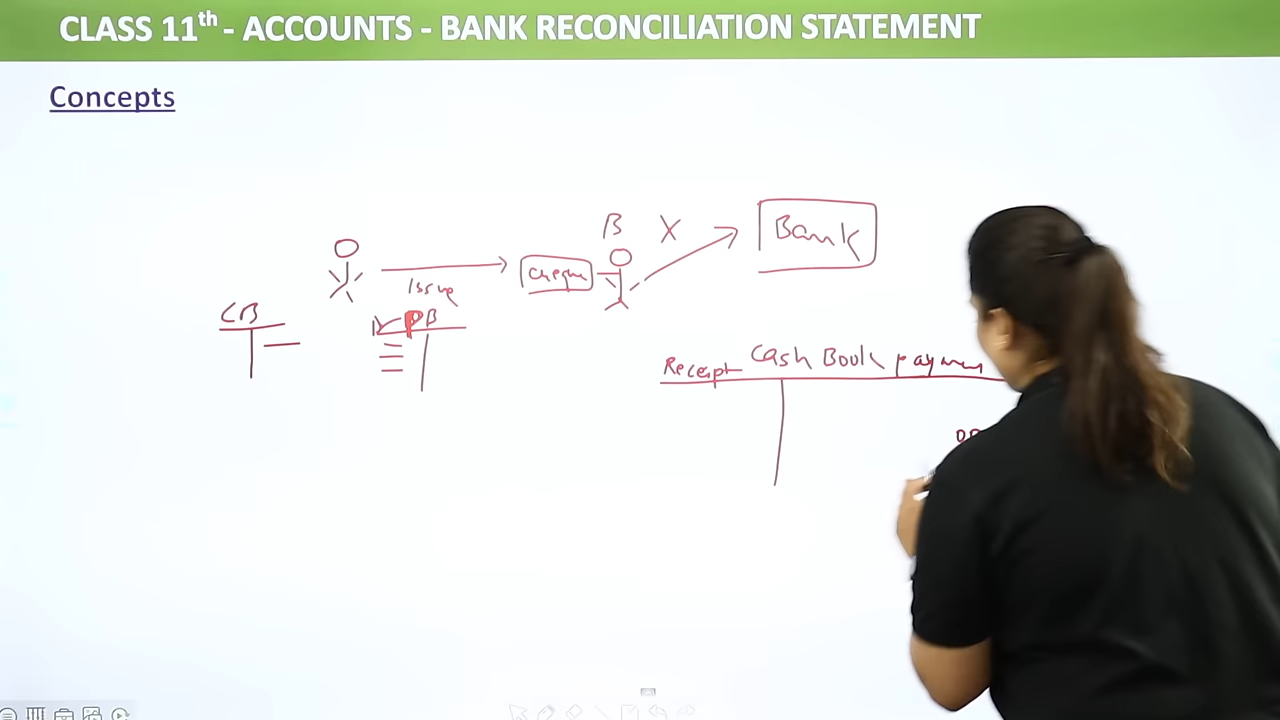 CLASS 11th - ACCOUNTS - BANK RECONCILIATION STATEMENT
Concepts
B X Bank
Cheque
Issue
CB
PB
Receipt Cash Book payment